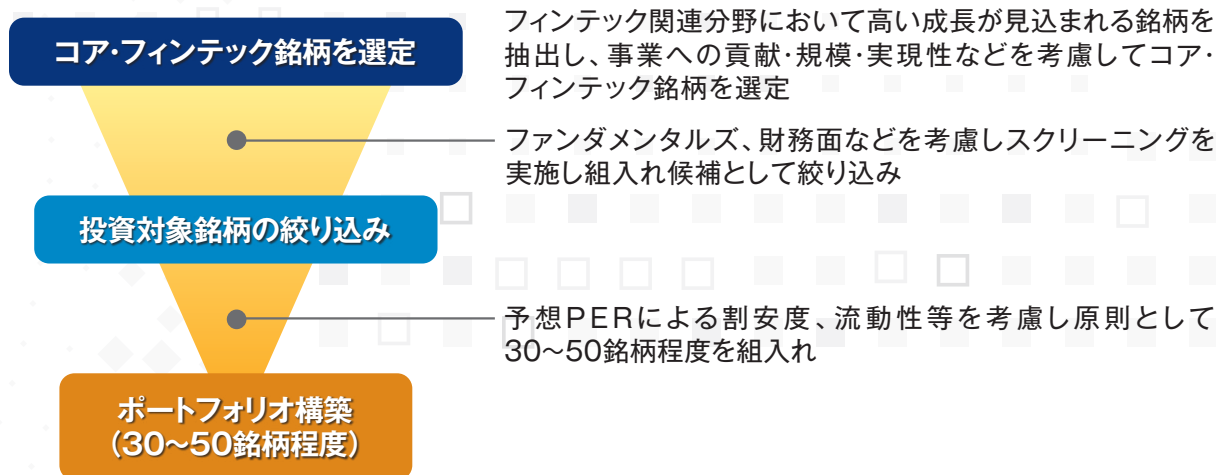 コア・フィンテック銘柄を選定
フィンテック関連分野において高い成長が見込まれる銘柄を
抽出し、事業への貢献・規模・実現性などを考慮してコア・
フィンテック銘柄を選定
ファンダメンタルズ、財務面などを考慮しスクリーニングを
実施し組入れ候補として絞り込み
投資対象銘柄の絞り込み
予想PERによる割安度、流動性等を考慮し原則として
30～50銘柄程度を組入れ
ポートフォリオ構築
（30～50銘柄程度）